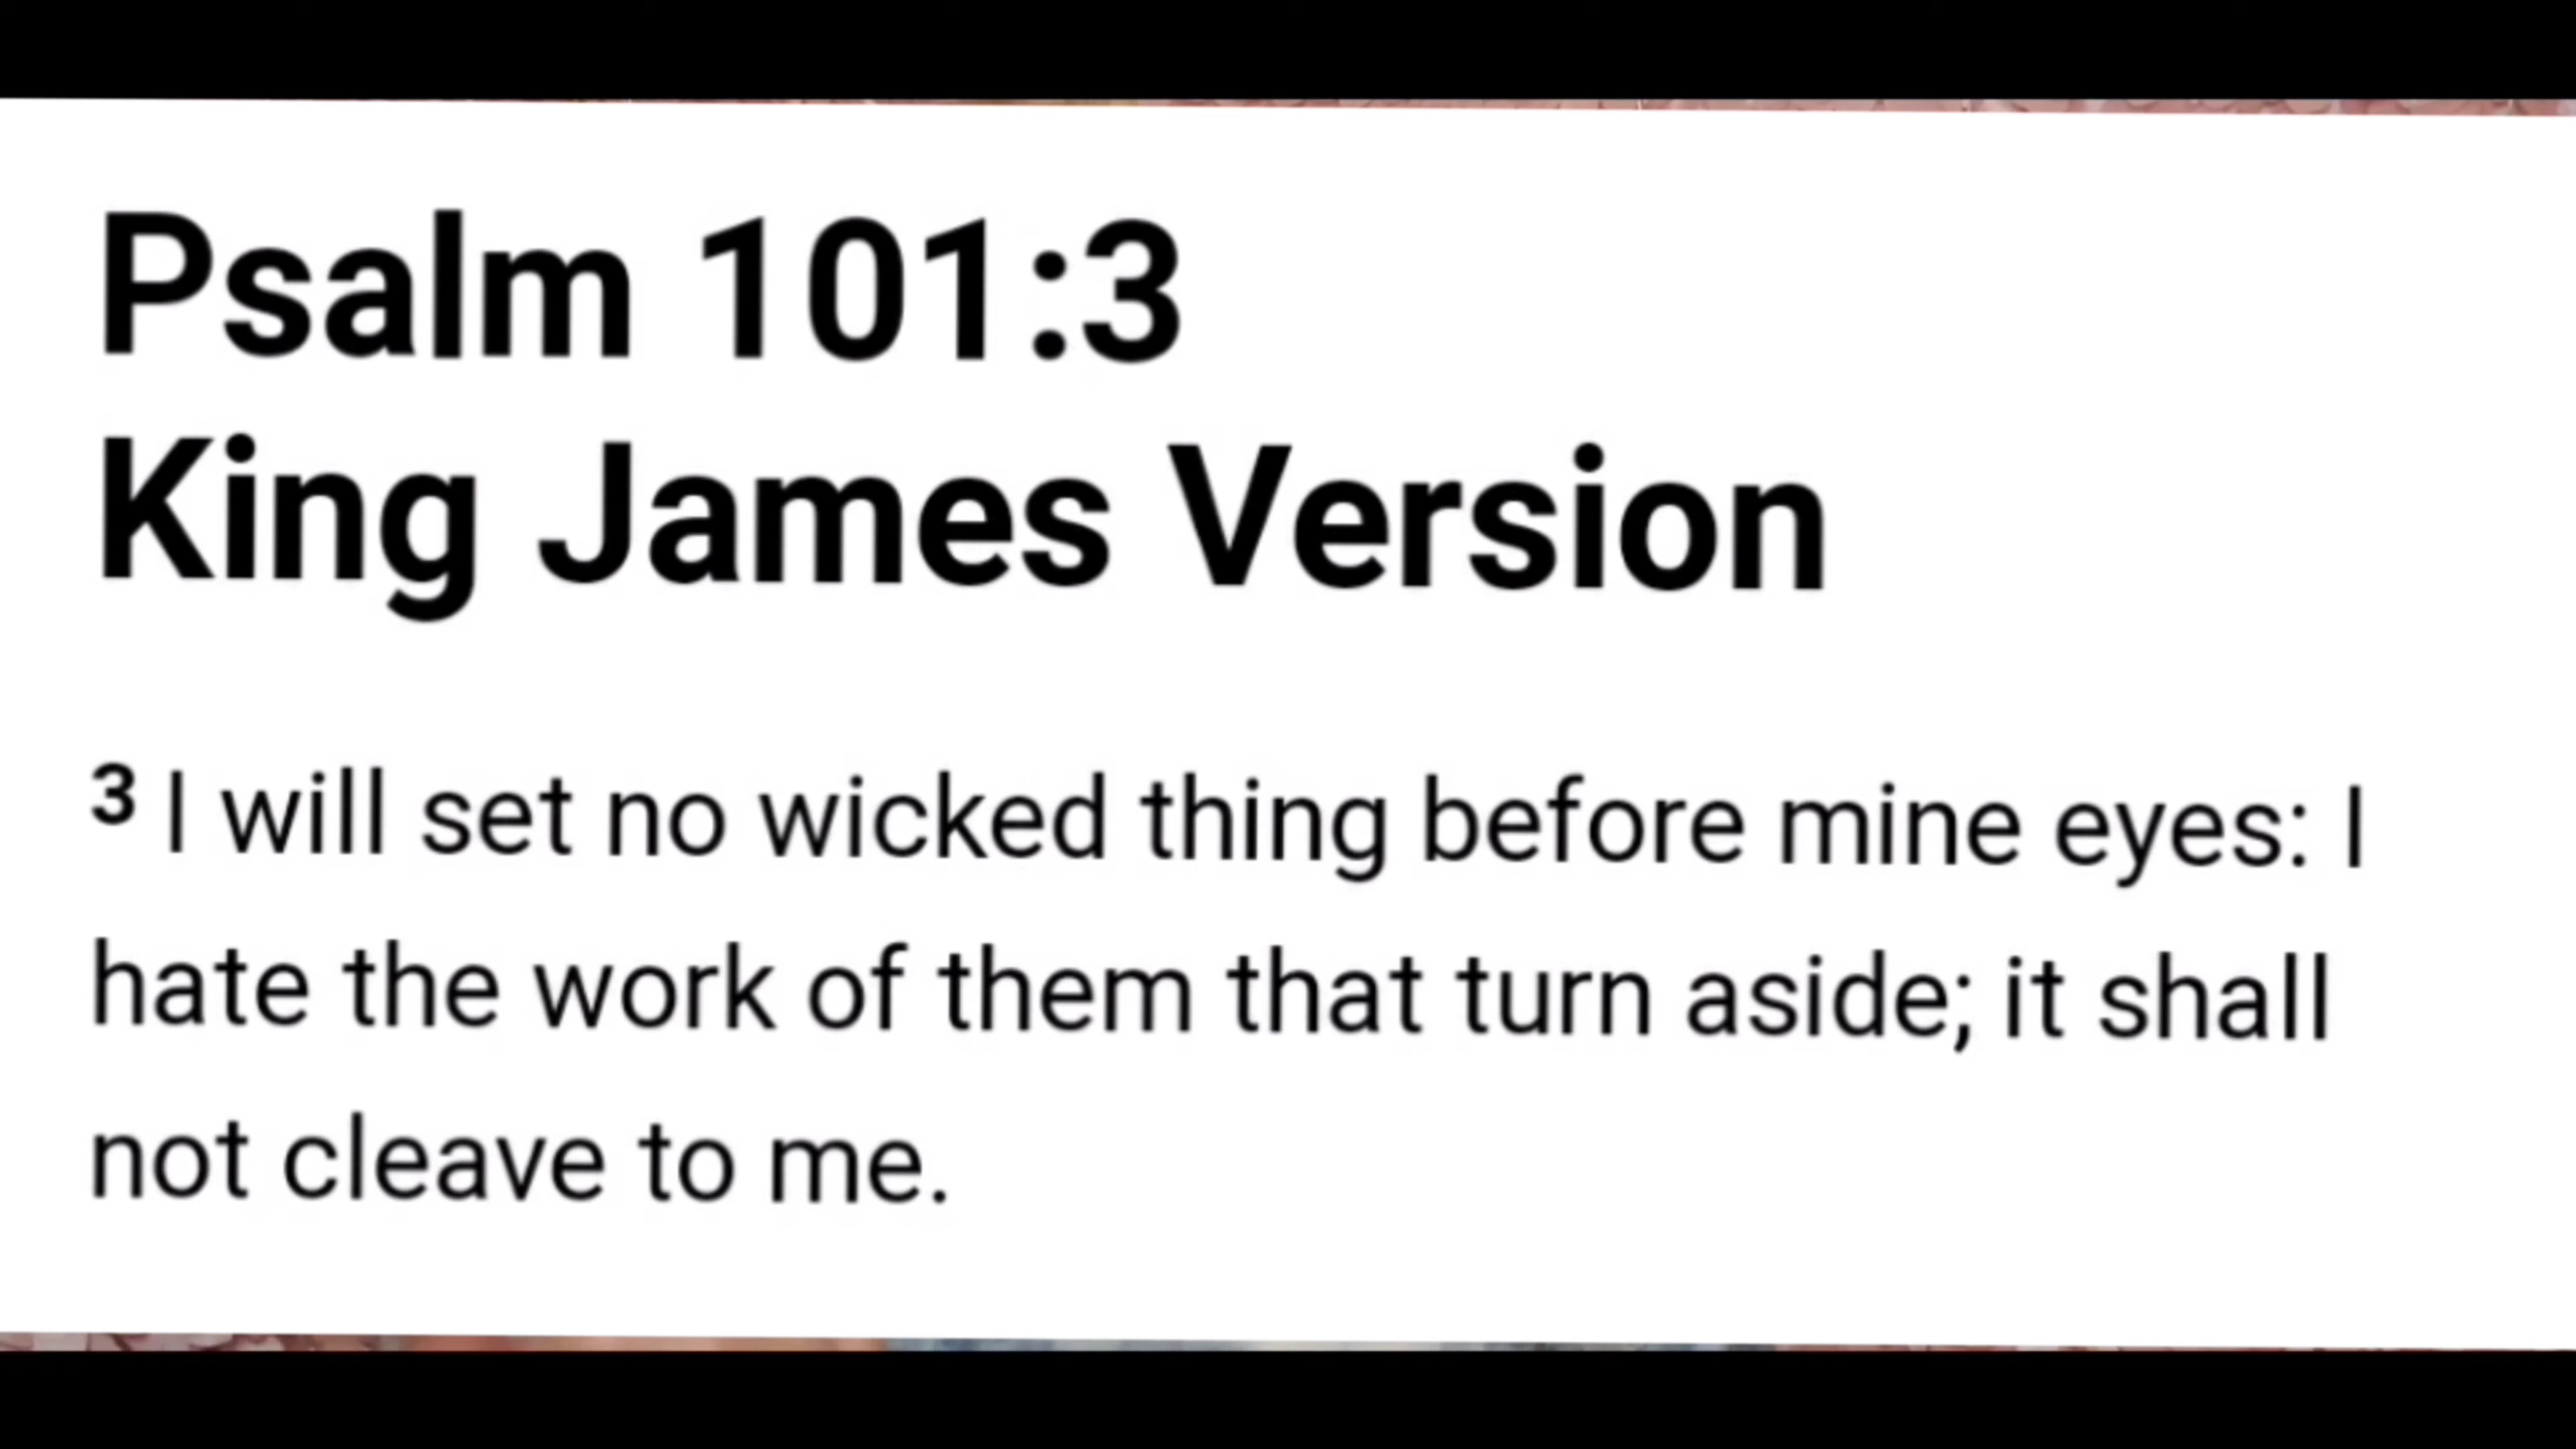 Psalm 101:3
King James Version
3 I will set no wicked thing before mine eyes: I
hate the work of them that turn aside; it shall
not cleave to me.